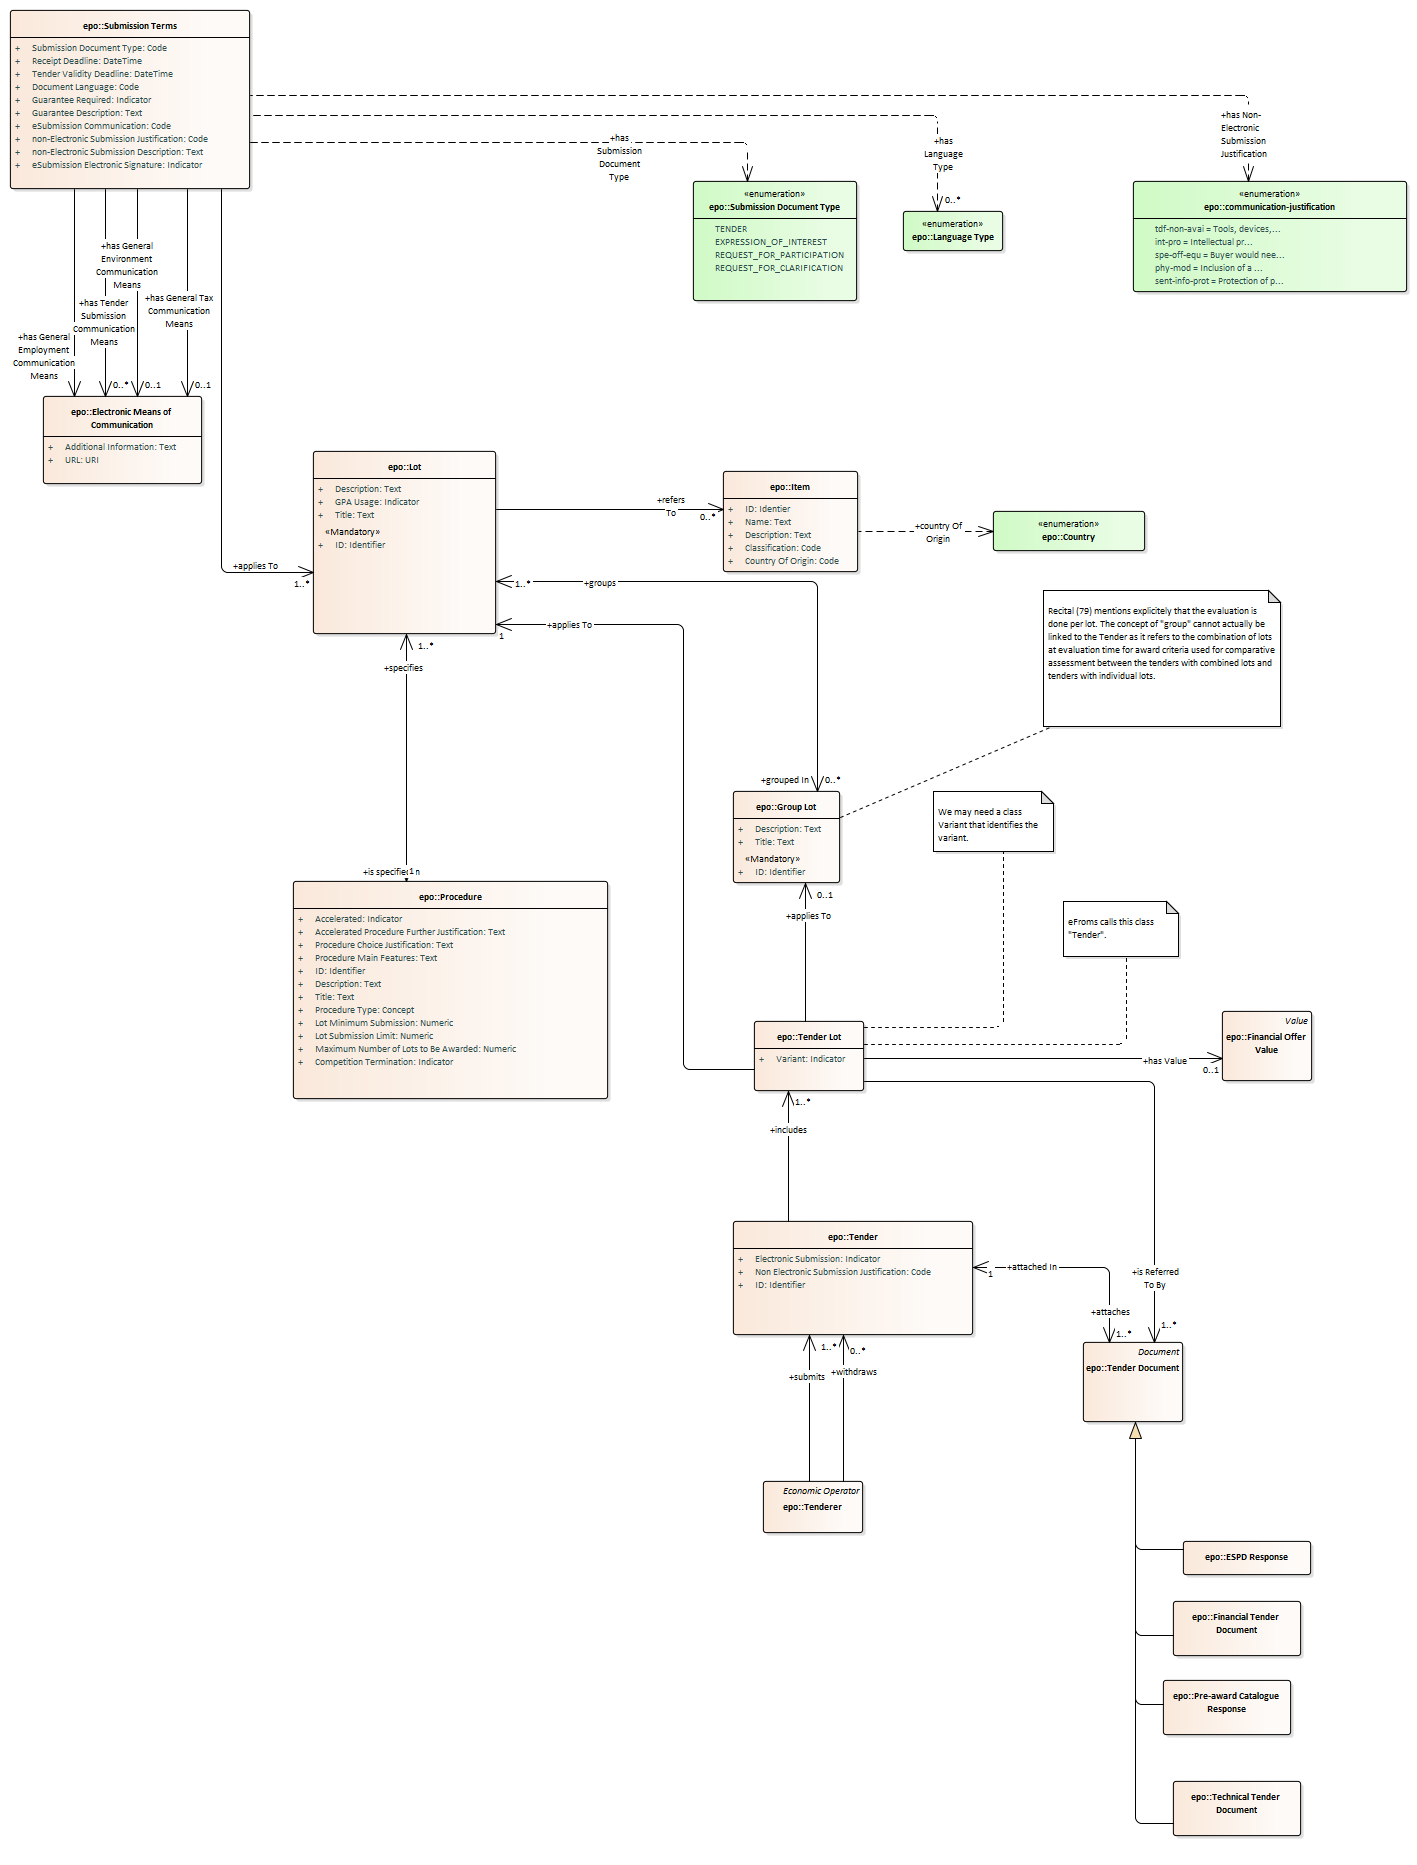 epo::Submission Terms
+ Submission Document Type: Code
+ Receipt Deadline: DateTime
+ Tender Validity Deadline: DateTime
+ Document Language: Code
+ Guarantee Required: Indicator
+ Guarantee Description: Text
+ eSubmission Communication: Code
+ non-Electronic Submission Justification: Code
+ non-Electronic Submission Description: Text
+ eSubmission Electronic Signature: Indicator
+has
Submission
Document
Type
+has
Language
Type
0..*
+has Non-
Electronic
Submission
Justification
«enumeration»
epo::Submission Document Type
TENDER
EXPRESSION_OF_INTEREST
REQUEST_FOR_PARTICIPATION
REQUEST_FOR_CLARIFICATION
«enumeration»
epo::Language Type
«enumeration»
epo::communication-justification
tdf-non-avai = Tools, devices,...
int-pro = Intellectual pr...
spe-off-equ = Buyer would nee...
phy-mod = Inclusion of a ...
sent-info-prot = Protection of p...
+has General
Environment
Communication
Means
+has General Tax
Communication
Means
+has Tender
Submission
Communication
Means
+has General
Employment
Communication
Means
0..*
0..1
0..1
epo::Electronic Means of
Communication
+ Additional Information: Text
+ URL: URI
+applies To
1..*
epo::Lot
+ Description: Text
+ GPA Usage: Indicator
+ Title: Text
«Mandatory»
+ ID: Identifier
+refers
To
0..*
epo::Item
+ ID: Identier
+ Name: Text
+ Description: Text
+ Classification: Code
+ Country Of Origin: Code
+country Of
Origin
«enumeration»
epo::Country
1..*
+groups
+applies To
1
1..*
+specifies
Recital (79) mentions explicitely that the evaluation is
done per lot. The concept of "group" cannot actually be
linked to the Tender as it refers to the combination of lots
at evaluation time for award criteria used for comparative
assessment between the tenders with combined lots and
tenders with individual lots.
+grouped In
0..*
epo::Group Lot
+ Description: Text
+ Title: Text
«Mandatory»
+ ID: Identifier
We may need a class
Variant that identifies the
variant.
+is specified
1
epo::Procedure
+ Accelerated: Indicator
+ Accelerated Procedure Further Justification: Text
+ Procedure Choice Justification: Text
+ Procedure Main Features: Text
+ ID: Identifier
+ Description: Text
+ Title: Text
+ Procedure Type: Concept
+ Lot Minimum Submission: Numeric
+ Lot Submission Limit: Numeric
+ Maximum Number of Lots to Be Awarded: Numeric
+ Competition Termination: Indicator
0..1
+applies To
eFroms calls this class
"Tender".
epo::Tender Lot
+ Variant: Indicator
+has Value
0..1
Value
epo::Financial Offer
Value
1..*
+includes
epo::Tender
+ Electronic Submission: Indicator
+ Non Electronic Submission Justification: Code
+ ID: Identifier
1
+attached In
+is Referred
To By
+attaches
1..*
1..*
Document
epo::Tender Document
1..*
0..*
+submits
+withdraws
Economic Operator
epo::Tenderer
epo::ESPD Response
epo::Financial Tender
Document
epo::Pre-award Catalogue
Response
epo::Technical Tender
Document